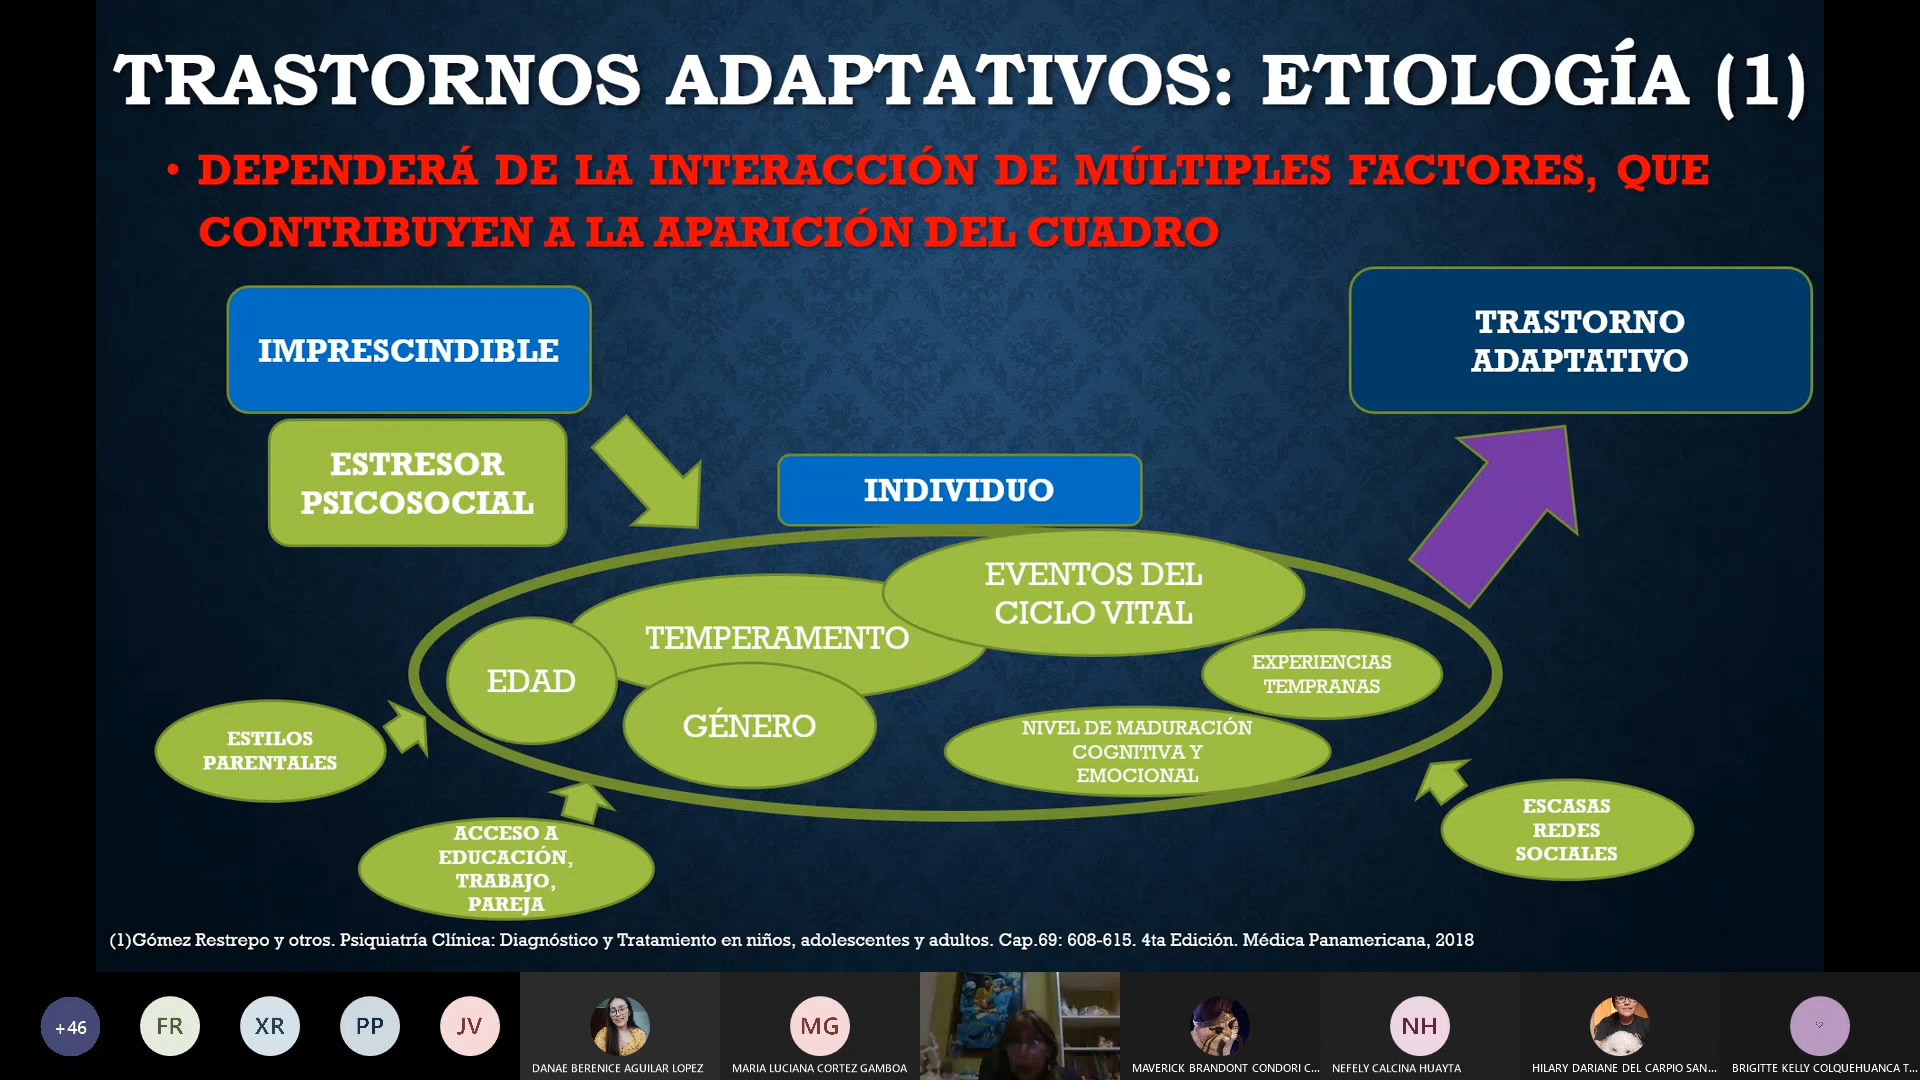 TRASTORNOS ADAPTATIVOS: ETIOLOGÍA (1)
• DEPENDERÁ DE LA INTERACCIÓN DE MÚLTIPLES FACTORES, QUE
CONTRIBUYEN A LA APARICIÓN DEL CUADRO
IMPRESCINDIBLE
TRASTORNO
ADAPTATIVO
ESTRESOR
PSICOSOCIAL
INDIVIDUO
EVENTOS DEL
CICLO VITAL
TEMPERAMENTO
EDAD
EXPERIENCIAS
TEMPRANAS
GÉNERO
NIVEL DE MADURACIÓN
COGNITIVA Y
EMOCIONAL
ESTILOS
PARENTALES
ESCASAS
REDES
SOCIALES
ACCESO A
EDUCACIÓN,
TRABAJO,
PAREJA
(1)Gómez Restrepo y otros. Psiquiatría Clínica: Diagnóstico y Tratamiento en niños, adolescentes y adultos. Cap.69: 608-615. 4ta Edición. Médica Panamericana, 2018
+46
FR
XR
PP
JV
DANAE BERENICE AGUILAR LOPEZ
MG
MARIA LUCIANA CORTEZ GAMBOA
MAVERICK BRANDONT CONDORI C...
NH
NEFELY CALCINA HUAYTA
HILARY DARIANE DEL CARPIO SAN...
BRIGITTE KELLY COLQUEHUANCA T...